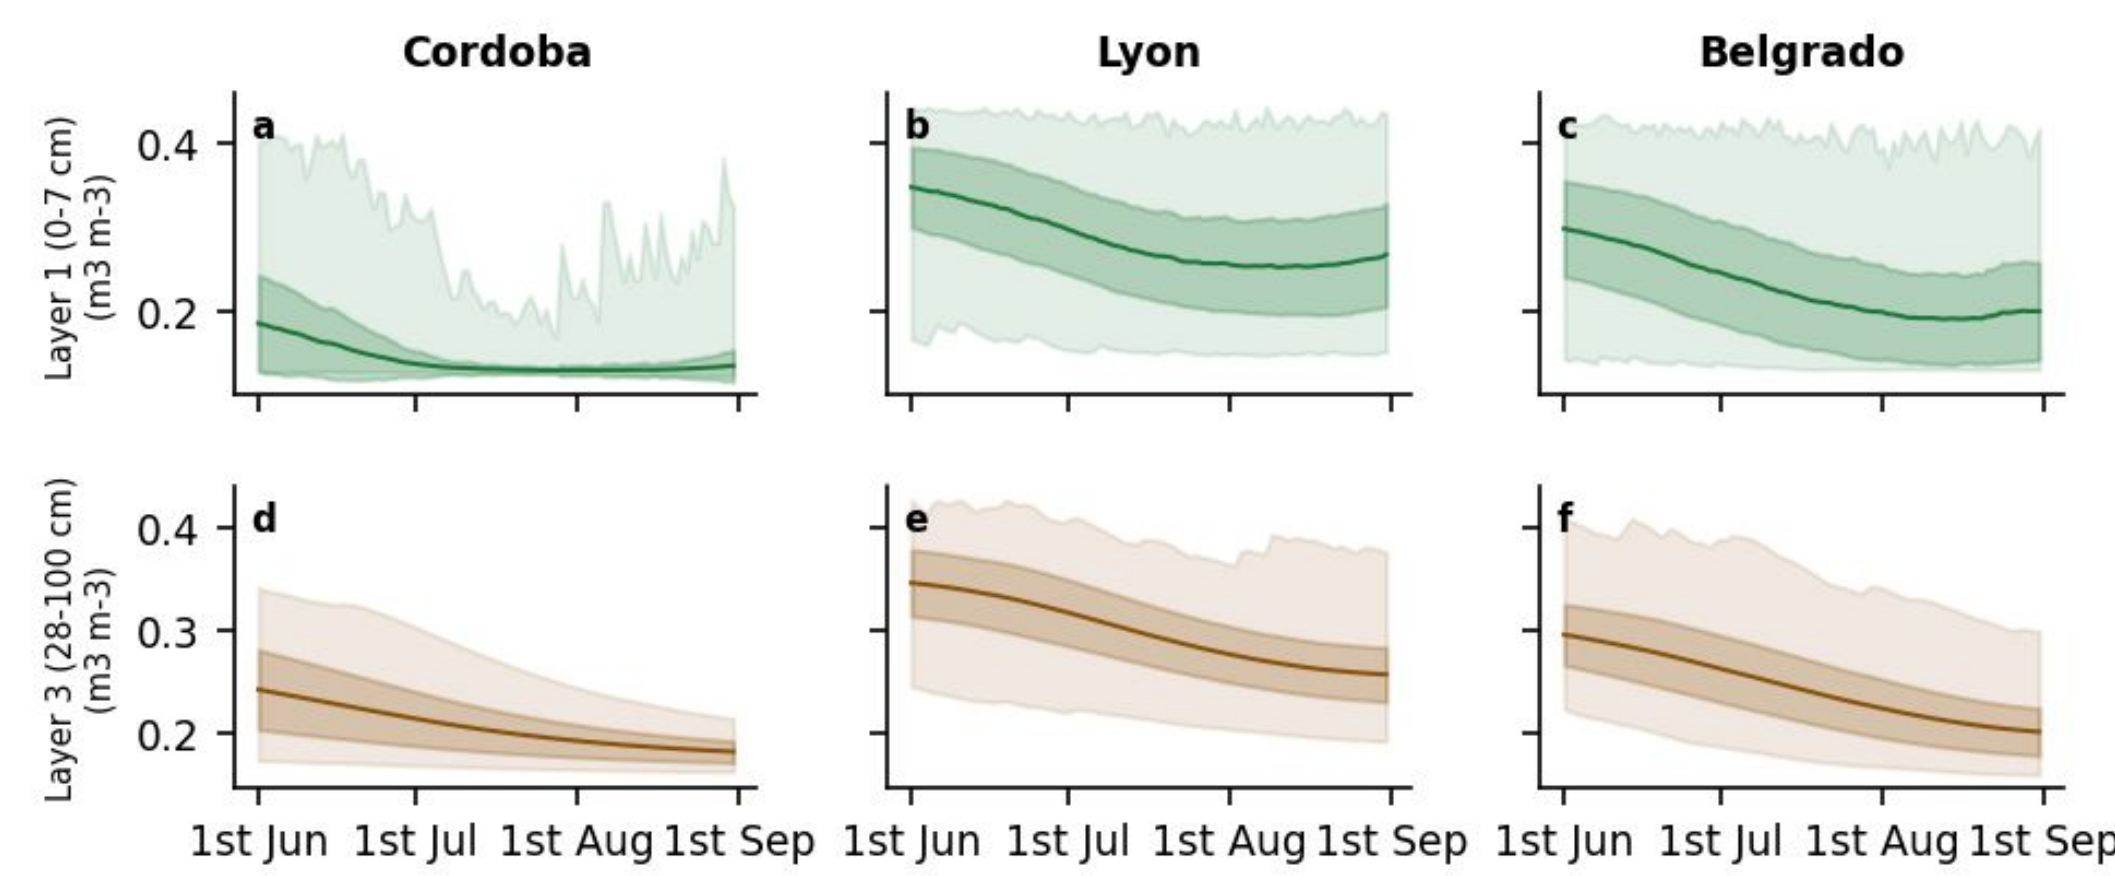 Cordoba
Lyon
Belgrado
Layer 1 (0-7 cm)
(m3 m-3)
0.4
0.2
a
b
c
Layer 3 (28-100 cm)
(m3 m-3)
0.4
0.3
0.2
d
e
f
1st Jun 1st Jul 1st Aug 1st Sep 1st Jun 1st Jul 1st Aug 1st Sep 1st Jun 1st Jul 1st Aug 1st Sep